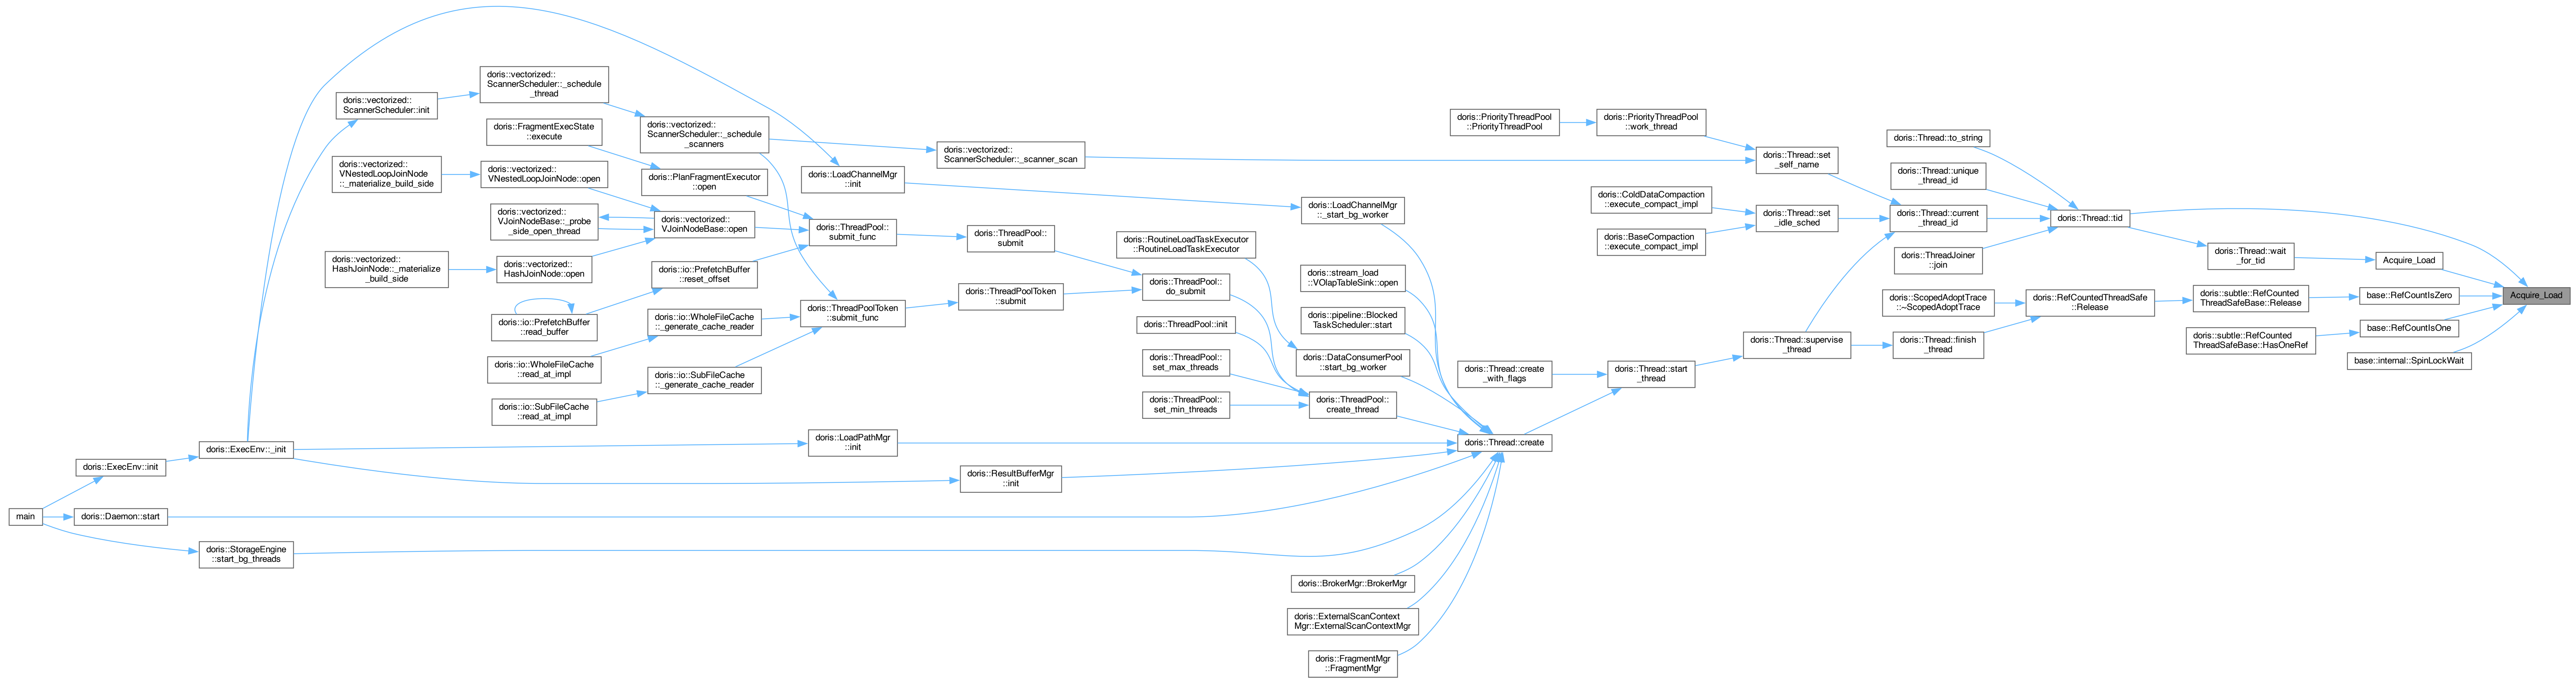 doris::vectorized::
ScannerScheduler::_schedule
_thread
doris::vectorized::
ScannerScheduler::init
doris::FragmentExecState
::execute
doris::vectorized::
ScannerScheduler::_schedule
_scanners
doris::vectorized::
VNestedLoopJoinNode
::_materialize_build_side
doris::vectorized::
VNestedLoopJoinNode::open
doris::PlanFragmentExecutor
::open
doris::LoadChannelMgr
::init
doris::vectorized::
ScannerScheduler::_scanner_scan
doris::vectorized::
VJoinNodeBase::_probe
_side_open_thread
doris::vectorized::
VJoinNodeBase::open
doris::ThreadPool::
submit_func
doris::ThreadPool::
submit
doris::vectorized::
HashJoinNode::_materialize
_build_side
doris::vectorized::
HashJoinNode::open
doris::io::PrefetchBuffer
::reset_offset
doris::io::PrefetchBuffer
::read_buffer
doris::io::WholeFileCache
::_generate_cache_reader
doris::ThreadPoolToken
::submit_func
doris::ThreadPoolToken
::submit
doris::io::WholeFileCache
::read_at_impl
doris::io::SubFileCache
::_generate_cache_reader
doris::io::SubFileCache
::read_at_impl
doris::RoutineLoadTaskExecutor
::RoutineLoadTaskExecutor
doris::ThreadPool::
do_submit
doris::ThreadPool::init
doris::ThreadPool::
set_max_threads
doris::ThreadPool::
set_min_threads
doris::LoadChannelMgr
::_start_bg_worker
doris::stream_load
::VOlapTableSink::open
doris::pipeline::Blocked
TaskScheduler::start
doris::DataConsumerPool
::start_bg_worker
doris::ThreadPool::
create_thread
doris::PriorityThreadPool
::PriorityThreadPool
doris::PriorityThreadPool
::work_thread
doris::Thread::set
_self_name
doris::ColdDataCompaction
::execute_compact_impl
doris::BaseCompaction
::execute_compact_impl
doris::Thread::set
_idle_sched
doris::Thread::to_string
doris::Thread::unique
_thread_id
doris::Thread::current
_thread_id
doris::ThreadJoiner
::join
doris::Thread::tid
doris::Thread::wait
_for_tid
Acquire_Load
Acquire_Load
doris::ScopedAdoptTrace
::~ScopedAdoptTrace
doris::RefCountedThreadSafe
::Release
doris::subtle::RefCounted
ThreadSafeBase::Release
base::RefCountIsZero
doris::subtle::RefCounted
ThreadSafeBase::HasOneRef
base::RefCountIsOne
base::internal::SpinLockWait
doris::Thread::supervise
_thread
doris::Thread::finish
_thread
doris::Thread::create
_with_flags
doris::Thread::start
_thread
doris::Thread::create
doris::LoadPathMgr
::init
doris::ExecEnv::_init
doris::ExecEnv::init
doris::ResultBufferMgr
::init
main
doris::Daemon::start
doris::StorageEngine
::start_bg_threads
doris::BrokerMgr::BrokerMgr
doris::ExternalScanContext
Mgr::ExternalScanContextMgr
doris::FragmentMgr
::FragmentMgr